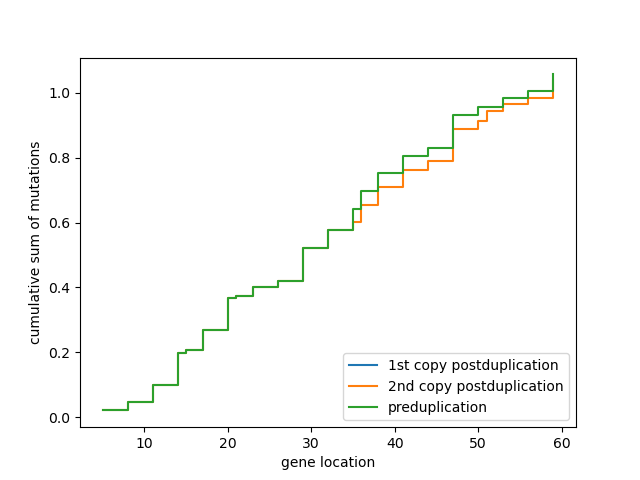 1.0
0.8
0.6
0.4
0.2
0.0
cumulative sum of mutations
1st copy postduplication
2nd copy postduplication
preduplication
10 20 30 40 50 60
gene location